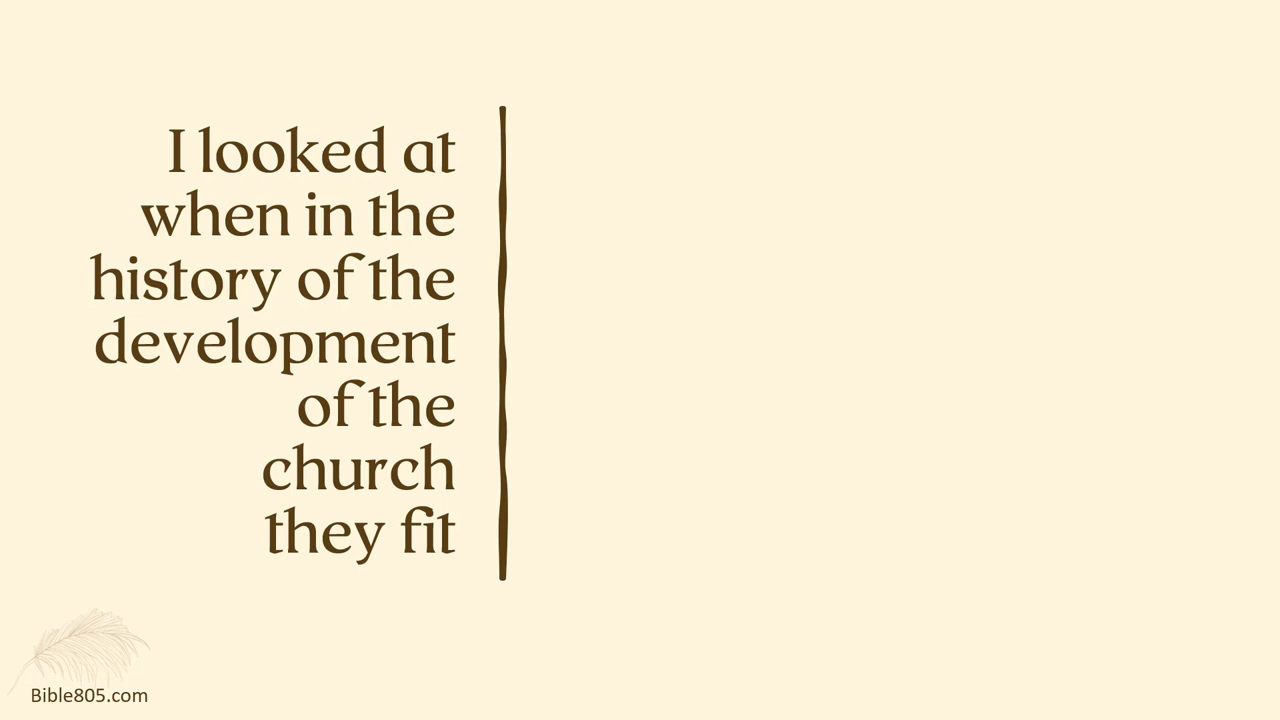 I looked at
when in the
history of the
development
of the
church
they fit
Bible805.com